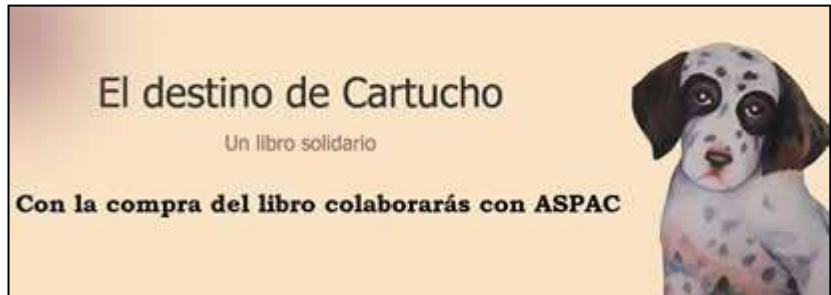 El destino de Cartucho
Un libro solidario
Con la compra del libro colaborarás con ASPAC